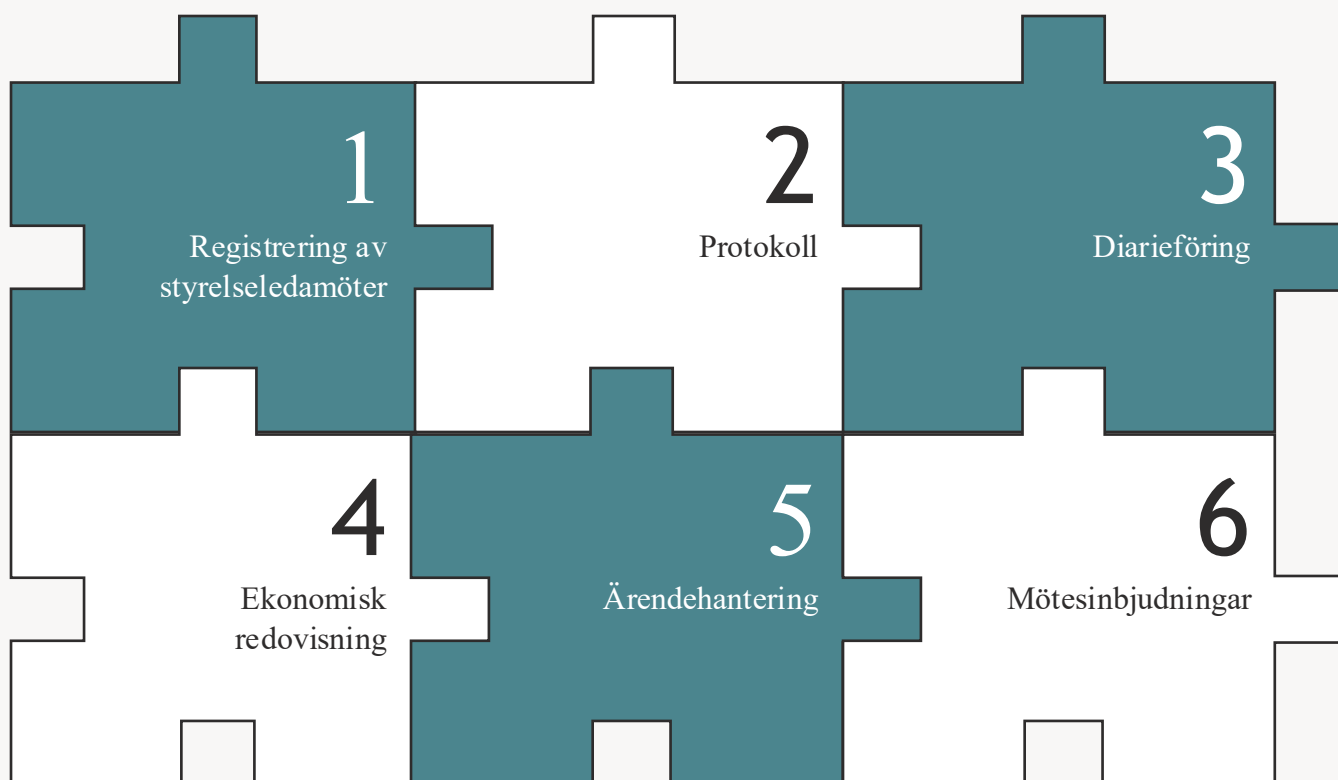 1
Registrering av
styrelseledamöter
2
Protokoll
3
Diarieföring
4
Ekonomisk
redovisning
5
Ärendehantering
6
Mötesinbjudningar